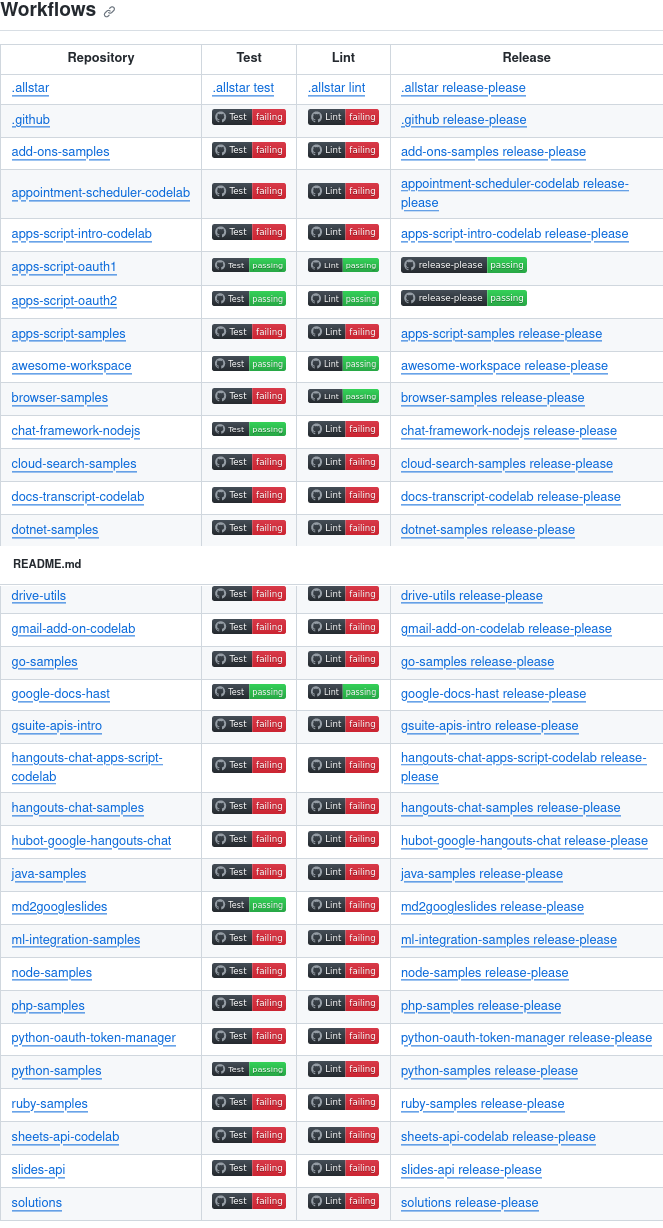 Workflows
Repository Test Lint Release
.allstar .allstar test .allstar lint .allstar release-please
.github Test failing Lint failing .github release-please
add-ons-samples Test failing Lint failing add-ons-samples release-please
appointment-scheduler-codelab Test failing Lint failing appointment-scheduler-codelab release-
please
apps-script-intro-codelab Test failing Lint failing apps-script-intro-codelab release-please
apps-script-oauth1 Test passing Lint passing release-please passing
apps-script-oauth2 Test passing Lint passing release-please passing
apps-script-samples Test failing Lint failing apps-script-samples release-please
awesome-workspace Test passing Lint passing awesome-workspace release-please
browser-samples Test failing Lint passing browser-samples release-please
chat-framework-nodejs Test passing Lint failing chat-framework-nodejs release-please
cloud-search-samples Test failing Lint failing cloud-search-samples release-please
docs-transcript-codelab Test failing Lint failing docs-transcript-codelab release-please
dotnet-samples Test failing Lint failing dotnet-samples release-please
README.md
drive-utils Test failing Lint failing drive-utils release-please
gmail-add-on-codelab Test failing Lint failing gmail-add-on-codelab release-please
go-samples Test failing Lint failing go-samples release-please
google-docs-hast Test passing Lint passing google-docs-hast release-please
gsuite-apis-intro Test failing Lint failing gsuite-apis-intro release-please
hangouts-chat-apps-script-
codelab Test failing Lint failing hangouts-chat-apps-script-codelab release-
please
hangouts-chat-samples Test failing Lint failing hangouts-chat-samples release-please
hubot-google-hangouts-chat Test failing Lint failing hubot-google-hangouts-chat release-please
java-samples Test failing Lint failing java-samples release-please
md2googleslides Test passing Lint failing md2googleslides release-please
ml-integration-samples Test failing Lint failing ml-integration-samples release-please
node-samples Test failing Lint failing node-samples release-please
php-samples Test failing Lint failing php-samples release-please
python-oauth-token-manager Test failing Lint failing python-oauth-token-manager release-please
python-samples Test passing Lint failing python-samples release-please
ruby-samples Test failing Lint failing ruby-samples release-please
sheets-api-codelab Test failing Lint failing sheets-api-codelab release-please
slides-api Test failing Lint failing slides-api release-please
solutions Test failing Lint failing solutions release-please